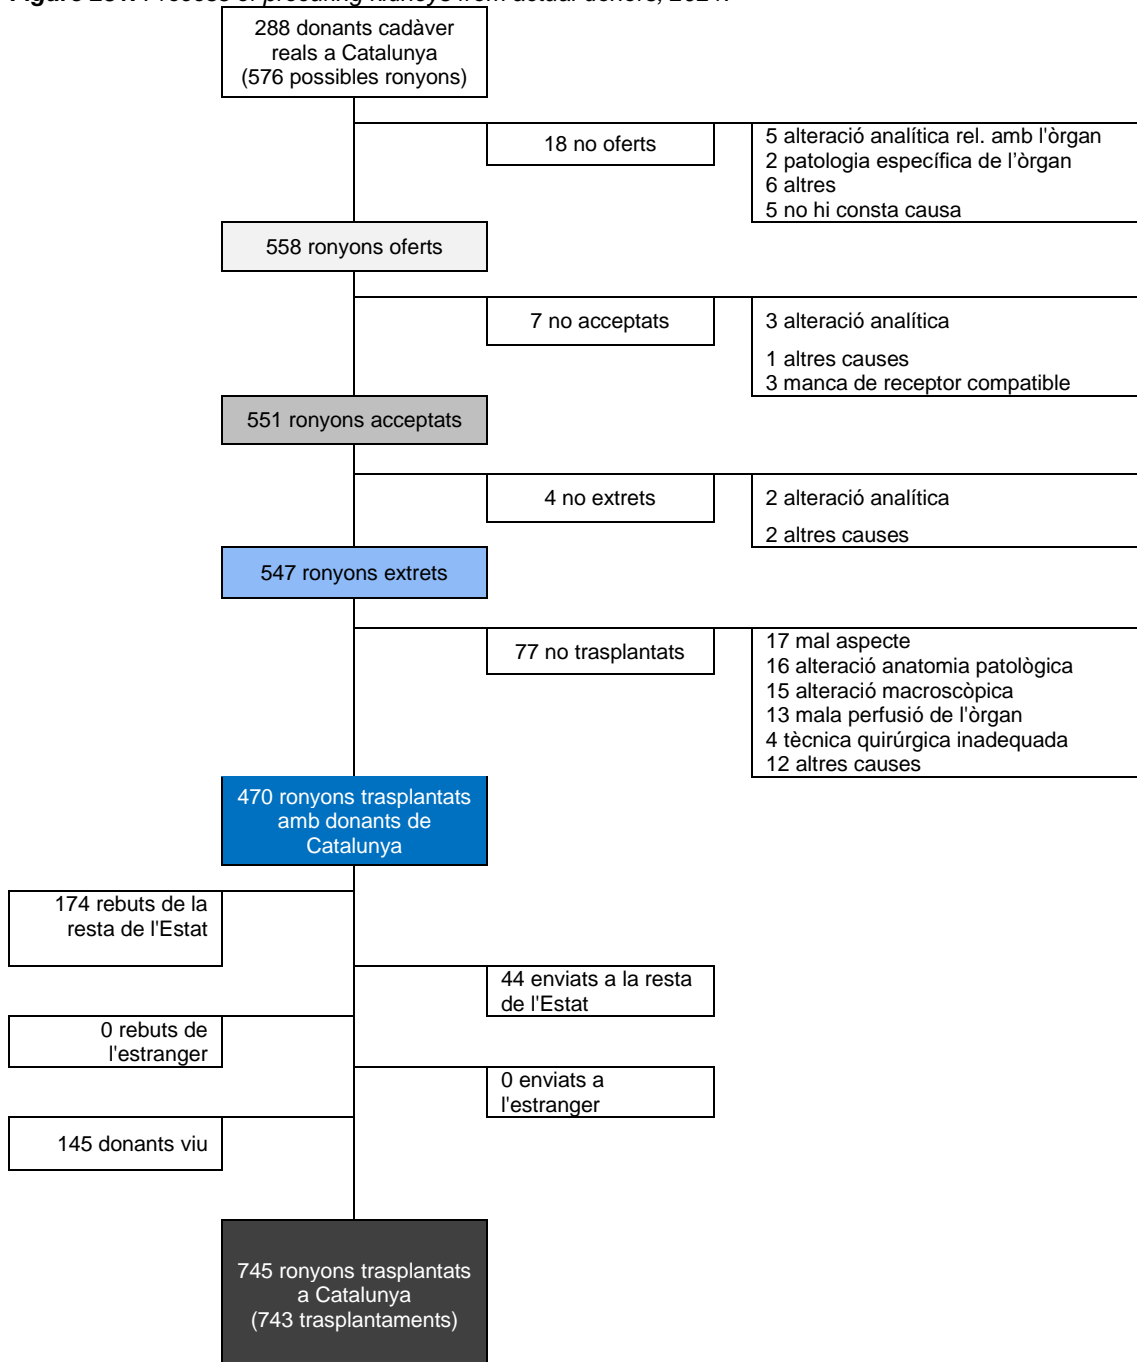 288 donants cadàver
reals a Catalunya
(576 possibles ronyons)
18 no oferts
5 alteració analítica rel. amb l'òrgan
2 patologia específica de l’òrgan
6 altres
5 no hi consta causa
558 ronyons oferts
7 no acceptats
3 alteració analítica
1 altres causes
3 manca de receptor compatible
551 ronyons acceptats
4 no extrets
2 alteració analítica
2 altres causes
547 ronyons extrets
77 no trasplantats
17 mal aspecte
16 alteració anatomia patològica
15 alteració macroscòpica
13 mala perfusió de l'òrgan
4 tècnica quirúrgica inadequada
12 altres causes
470 ronyons trasplantats
amb donants de
Catalunya
174 rebuts de la
resta de l'Estat
44 enviats a la resta
de l'Estat
0 rebuts de
l'estranger
0 enviats a
l'estranger
145 donants viu
745 ronyons trasplantats
a Catalunya
(743 trasplantaments)